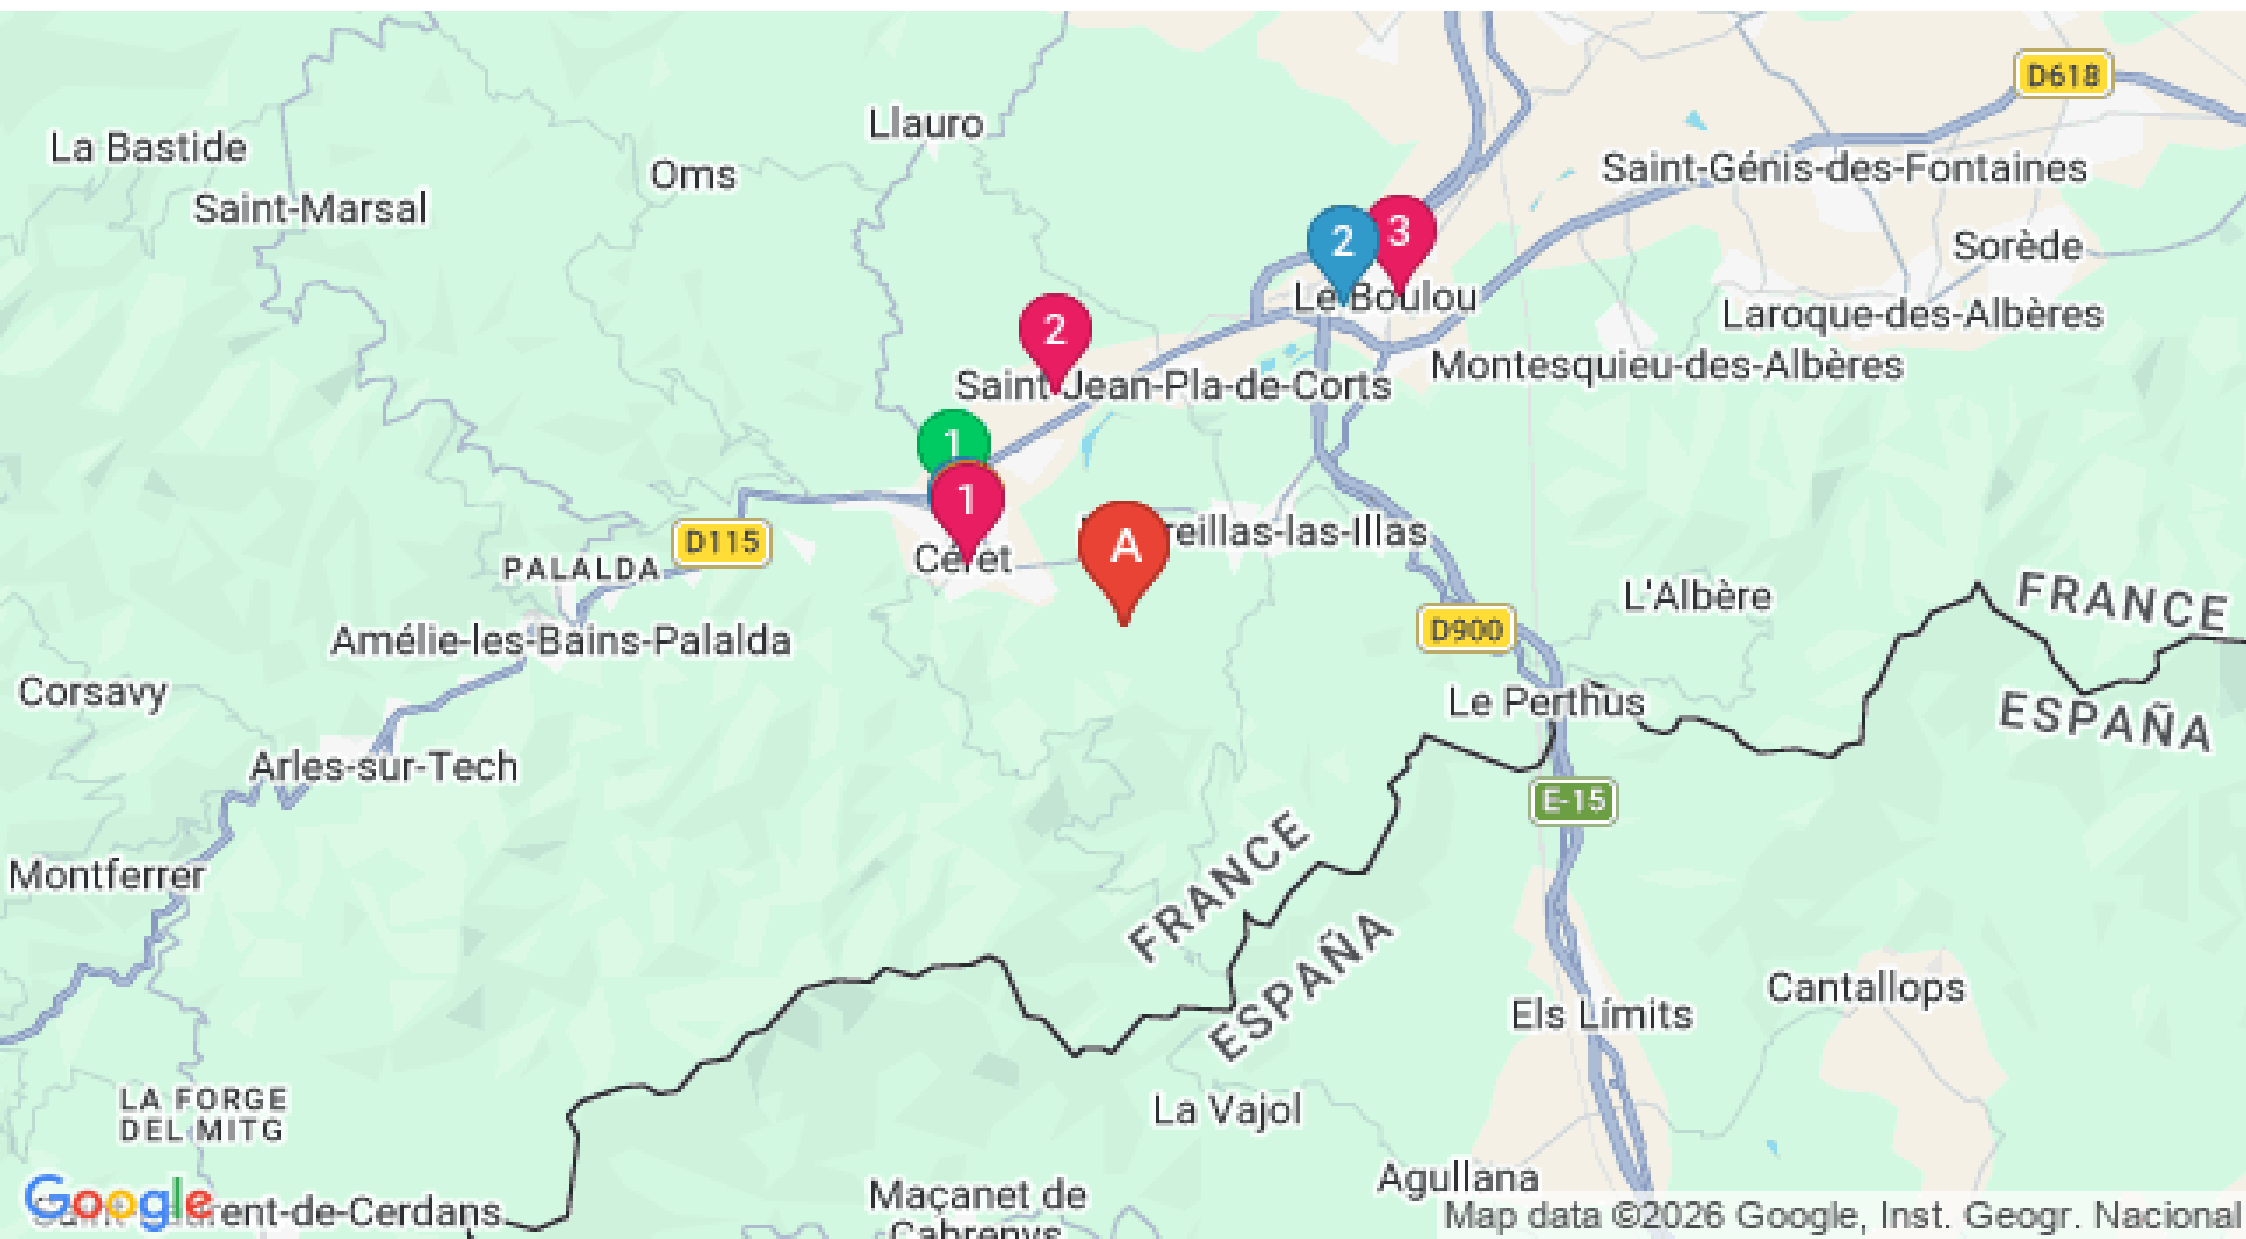 D618
Llauro
La Bastide
Oms
Saint-Génis-des-Fontaines
Saint-Marsal
2
3
Sorède
Le Boulou
Laroque-des-Albères
2
Montesquieu-des-Albères
Saint-Jean-Pla-de-Corts
1
1
D115
A
reillas-las-Illas
Céret
PALALDA
L'Albère
FRANCE
D900
Amélie-les-Bains-Palalda
Corsavy
Le Perthus
ESPAÑA
Arles-sur-Tech
E-15
FRANCE
Montferrer
ESPAÑA
Cantallops
Els Límits
LA FORGE
DEL MITG
La Vajol
Agullana
Maçanet de
Cabrenys
Google
rent-de-Cerdans
Map data ©2026 Google, Inst. Geogr. Nacional